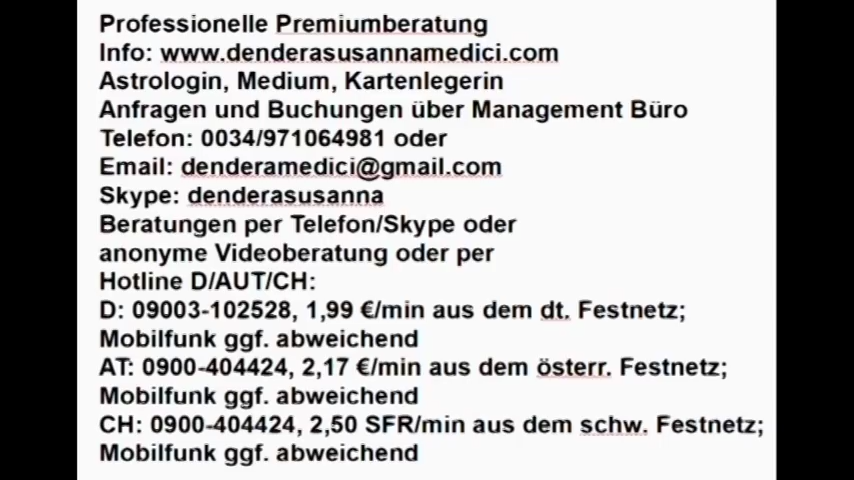 Professionelle Premiumberatung
Info: www.denderasusannamedici.com
Astrologin, Medium, Kartenlegerin
Anfragen und Buchungen über Management Büro
Telefon: 0034/971064981 oder
Email: denderamedici@gmail.com
Skype: denderasusanna
Beratungen per Telefon/Skype oder
anonyme Videoberatung oder per
Hotline D/AUT/CH:
D: 09003-102528, 1,99 €/min aus dem dt. Festnetz;
Mobilfunk ggf. abweichend
AT: 0900-404424, 2,17 €/min aus dem österr. Festnetz;
Mobilfunk ggf. abweichend
CH: 0900-404424, 2,50 SFR/min aus dem schw. Festnetz;
Mobilfunk ggf. abweichend